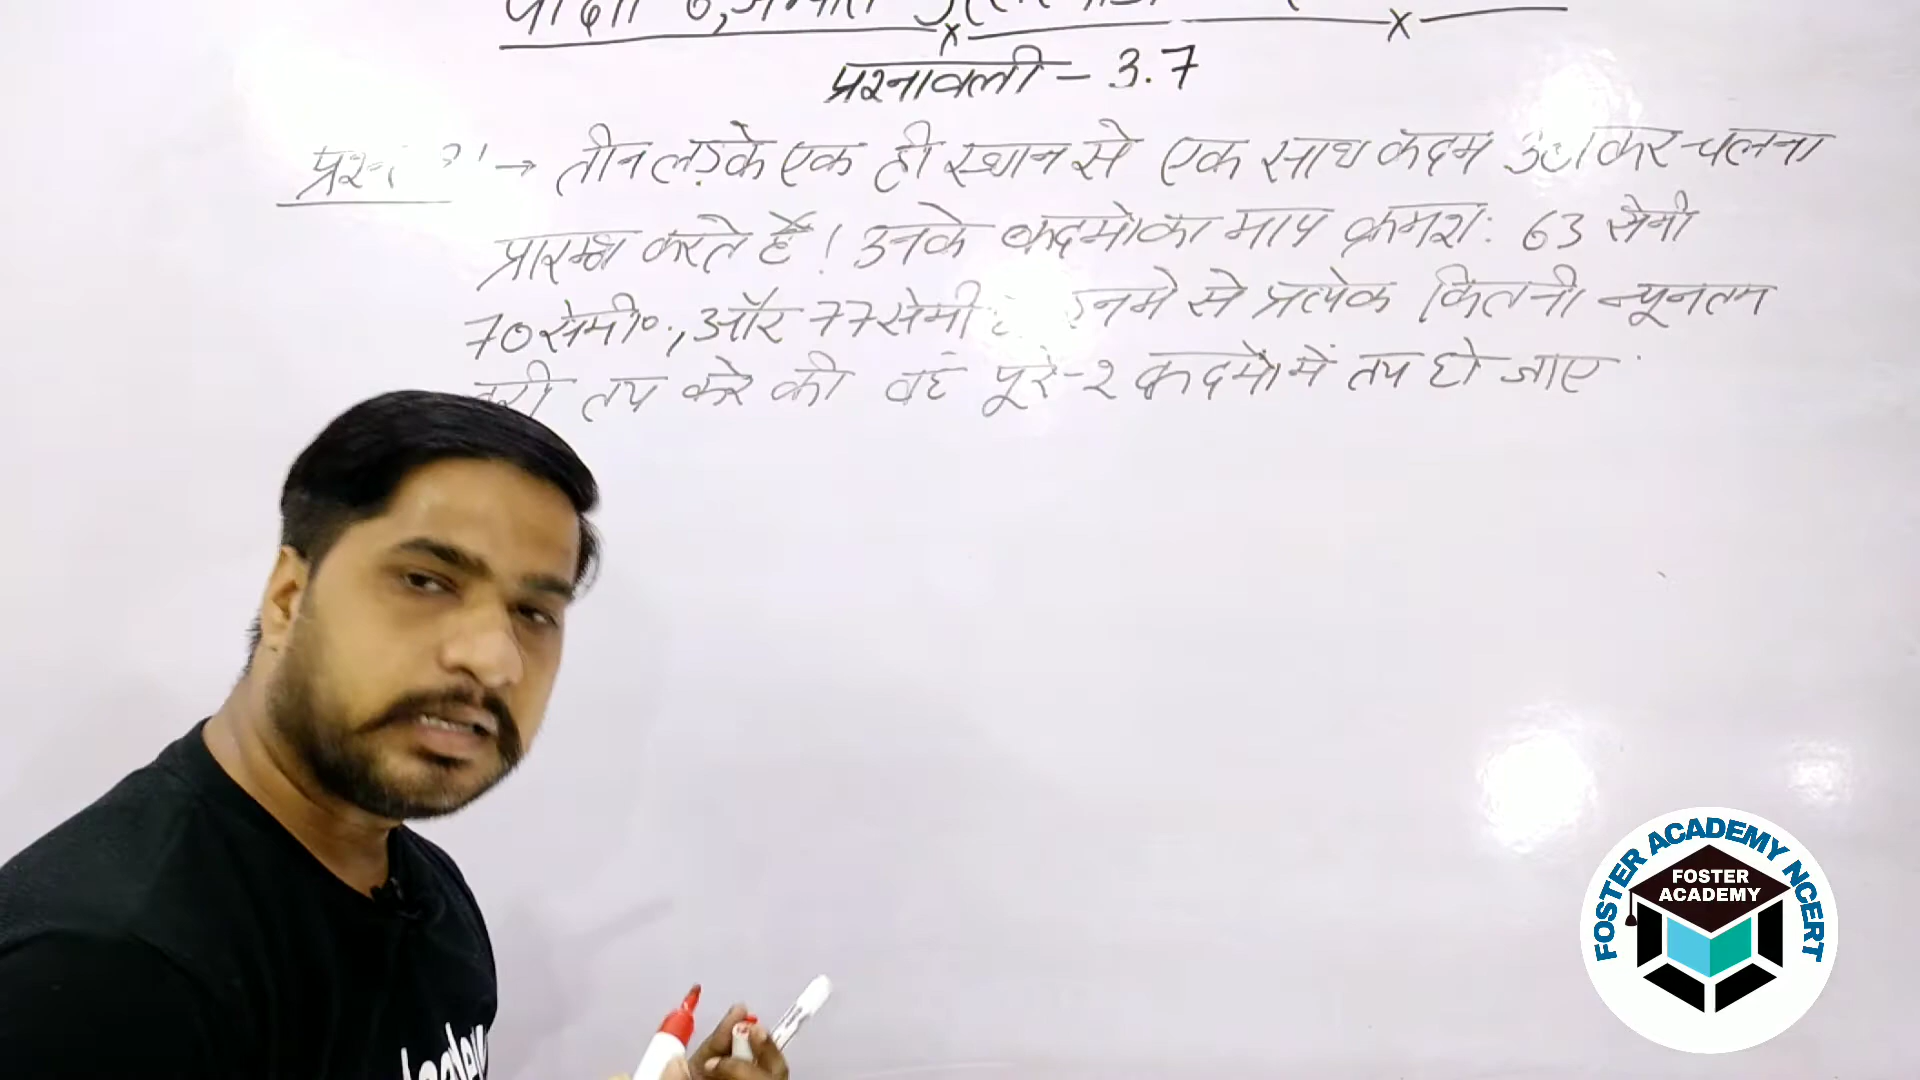 प्रश्नावली - 3.7
→ तीन लड़के एक ही स्थान से एक साथ कदम उठाकर चलना
प्रारम्भ करते है! उनके कदमो का माप क्रमश: 63 सेमी
70 सेमी०, और 77 सेमी इनमे से प्रत्येक कितनी न्यूनतम
तय करे की वह पूरे-२ कदमो में तय हो जाए
FOSTER ACADEMY NCERT
FOSTER
ACADEMY